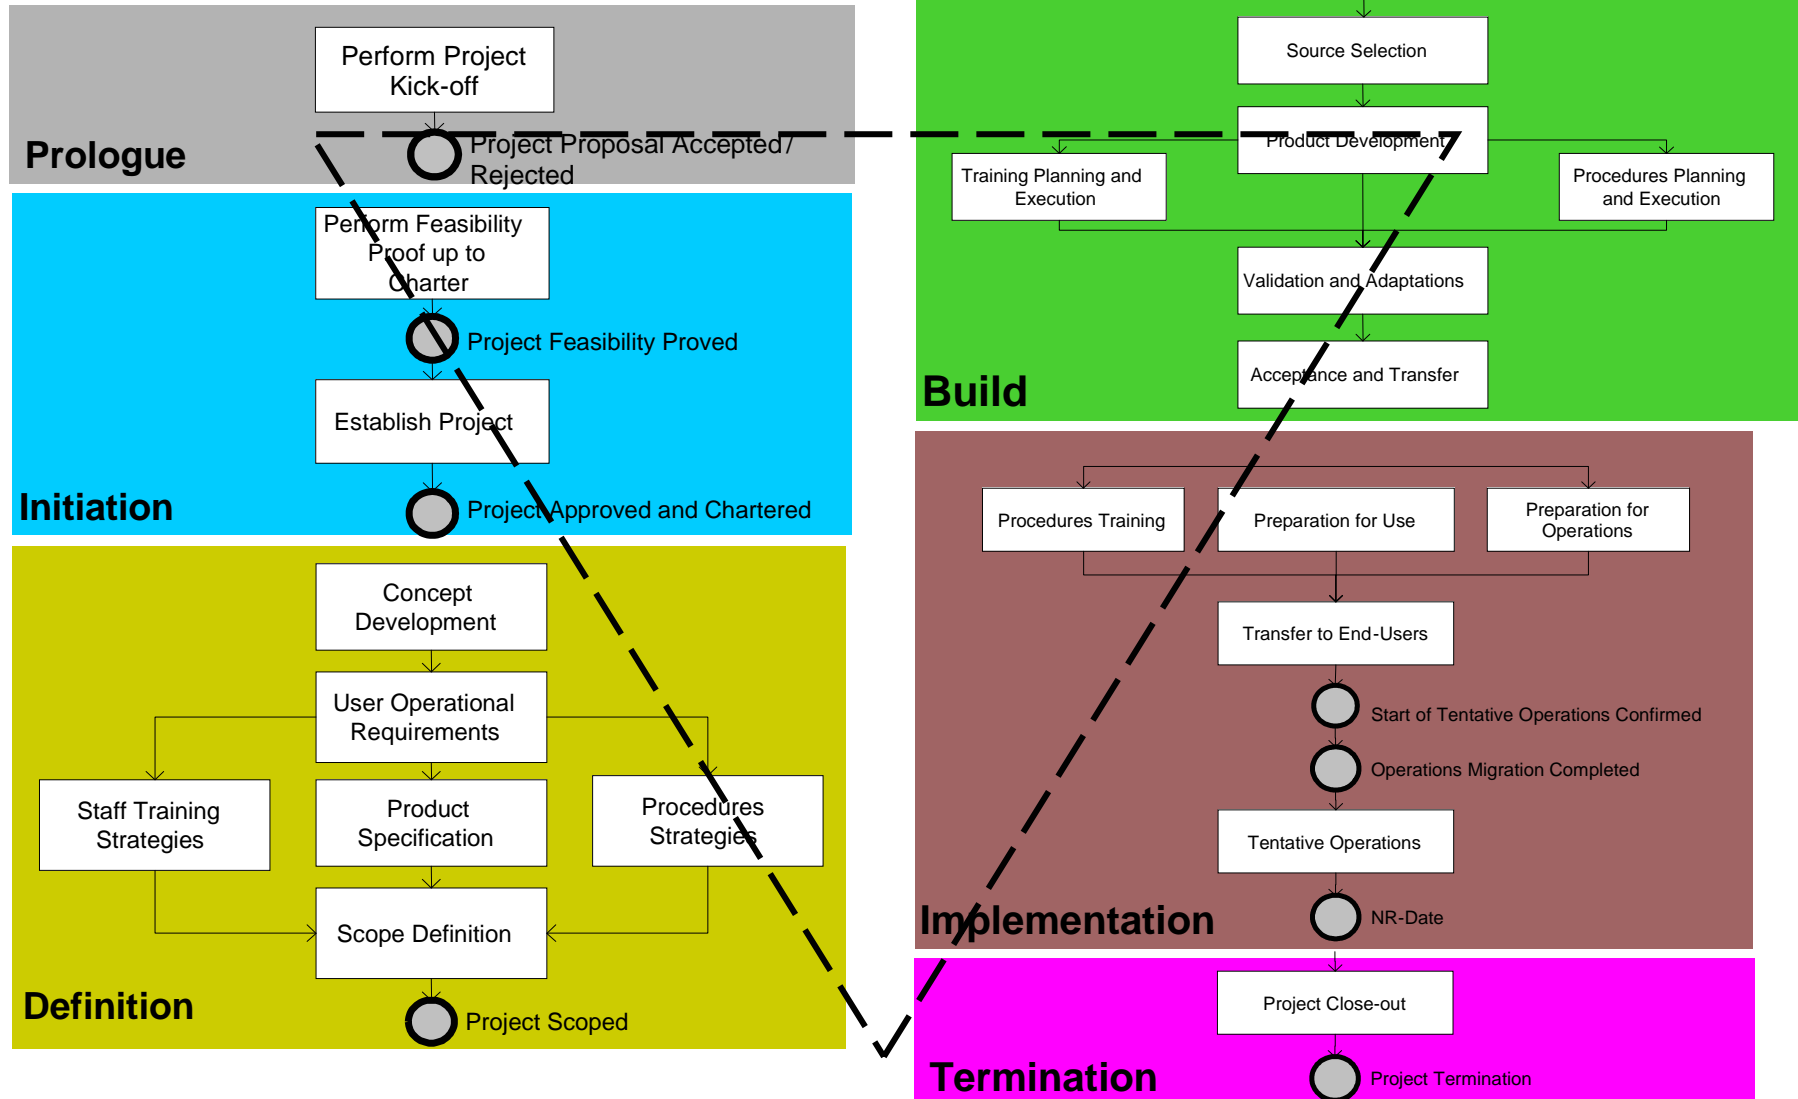 Perform Project
Kick-off
Project Proposal Accepted /
Rejected
Prologue
Perform Feasibility
Proof up to
Charter
Project Feasibility Proved
Establish Project
Initiation
Project Approved and Chartered
Concept
Development
User Operational
Requirements
Staff Training
Strategies
Product
Specification
Procedures
Strategies
Scope Definition
Definition
Project Scoped
Source Selection
Product Development
Training Planning and
Execution
Procedures Planning
and Execution
Validation and Adaptations
Acceptance and Transfer
Build
Procedures Training
Preparation for Use
Preparation for
Operations
Transfer to End-Users
Start of Tentative Operations Confirmed
Operations Migration Completed
Tentative Operations
Implementation
NR-Date
Project Close-out
Termination
Project Termination